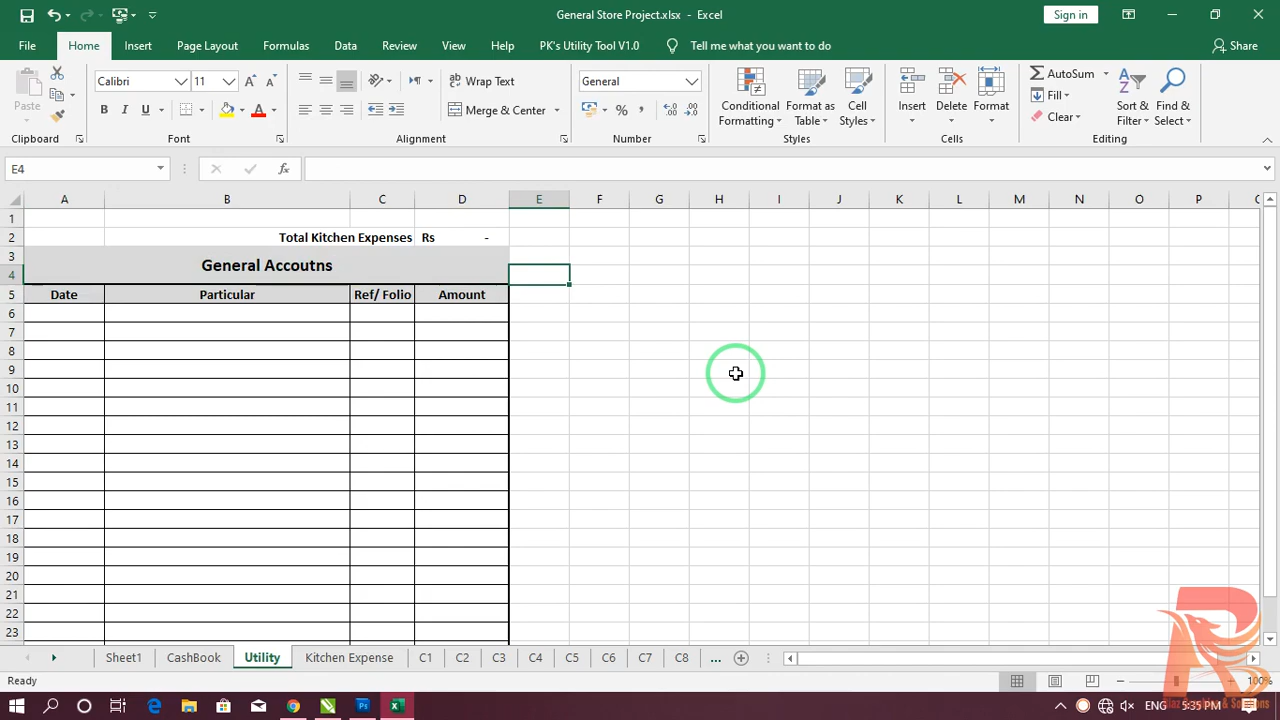 General Store Project.xlsx - Excel
Sign in
File Home Insert Page Layout Formulas Data Review View Help PK's Utility Tool V1.0 Tell me what you want to do Share
Paste
Calibri 11
Wrap Text
General
Conditional Formatting
Format as Table
Cell Styles
Insert Delete Format
AutoSum
Fill
Clear
Sort & Filter
Find & Select
B I U A
Merge & Center
Clipboard Font Alignment Number Styles Cells Editing
E4 fx
A B C D E F G H I J K L M N O P
1
2 Total Kitchen Expenses Rs -
3
General Accoutns
4
5 Date Particular Ref/ Folio Amount
6
7
8
9
10
11
12
13
14
15
16
17
18
19
20
21
22
23
Sheet1 CashBook Utility Kitchen Expense C1 C2 C3 C4 C5 C6 C7 C8 ...
Ready 100%
ENG 5:35 PM